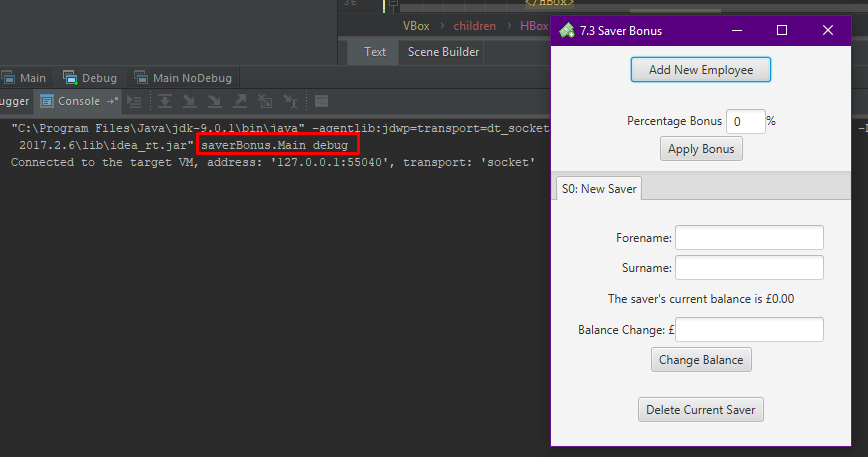 36
</HBox>
VBox › children › HBox
Text
Scene Builder
Main
Debug
Main NoDebug
ugger
Console
"C:\Program Files\Java\jdk-9.0.1\bin\java" -agentlib:jdwp=transport=dt_socket
2017.2.6\lib\idea_rt.jar" saverBonus.Main debug
Connected to the target VM, address: '127.0.0.1:55040', transport: 'socket'
7.3 Saver Bonus
Add New Employee
Percentage Bonus 0 %
Apply Bonus
S0: New Saver
Forename:
Surname:
The saver's current balance is £0.00
Balance Change: £
Change Balance
Delete Current Saver